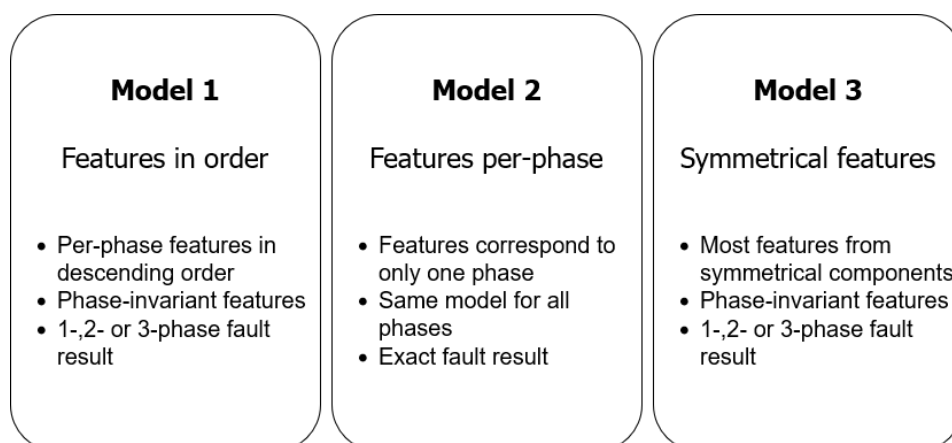 Model 1
Features in order
• Per-phase features in
descending order
• Phase-invariant features
• 1-,2- or 3-phase fault
result
Model 2
Features per-phase
• Features correspond to
only one phase
• Same model for all
phases
• Exact fault result
Model 3
Symmetrical features
• Most features from
symmetrical components
• Phase-invariant features
• 1-,2- or 3-phase fault
result